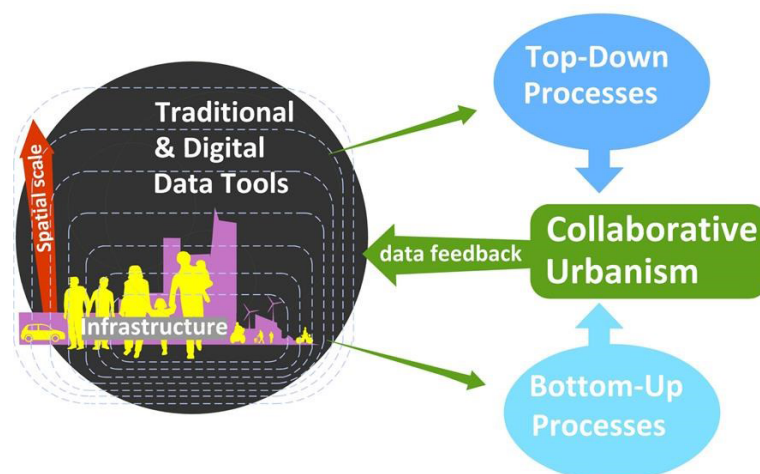 Traditional
& Digital
Data Tools
Spatial scale
Infrastructure
Top-Down
Processes
data feedback
Collaborative
Urbanism
Bottom-Up
Processes